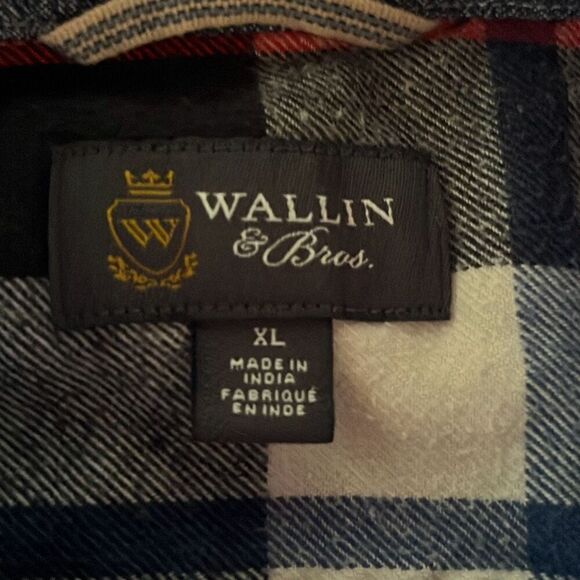 W
WALLIN
& Bros.
XL
MADE IN
INDIA
FABRIQUÉ
EN INDE